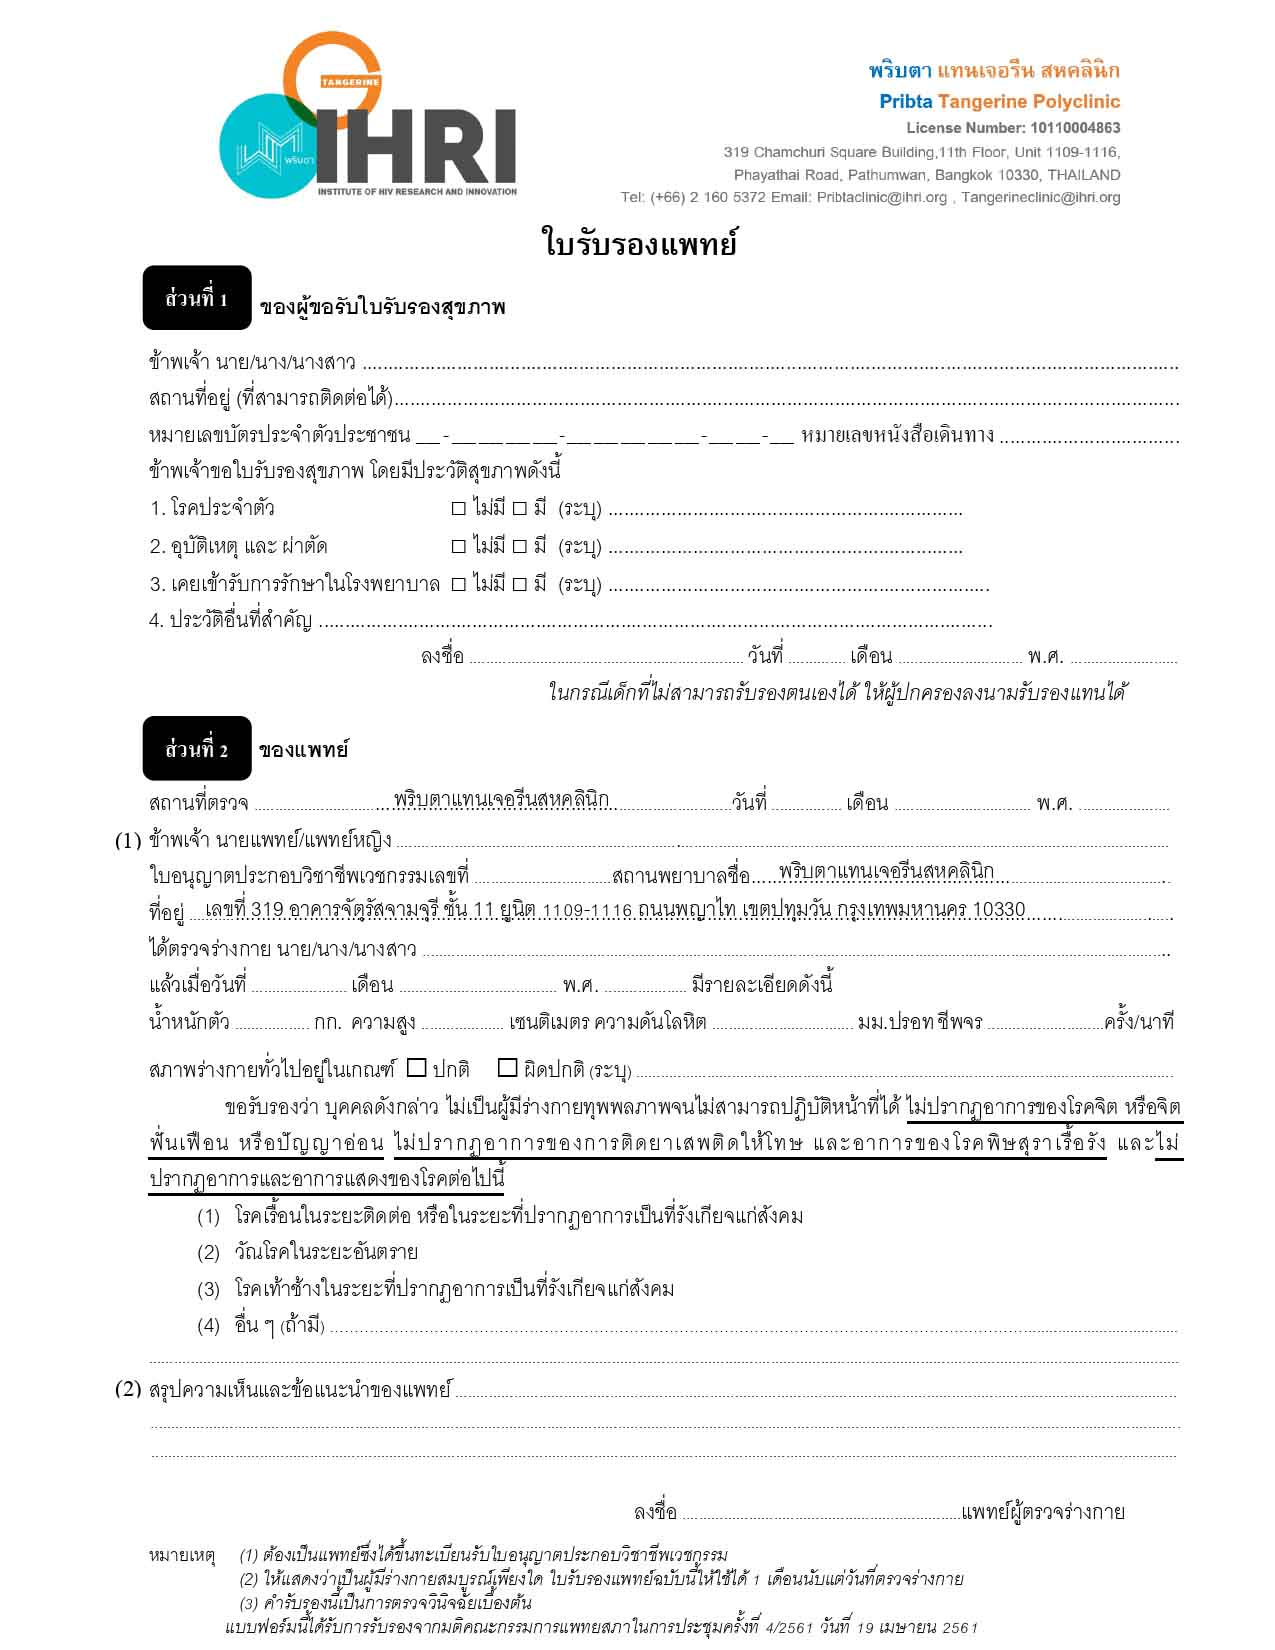 TANGERINE
พริบตา
IHRI
INSTITUTE OF HIV RESEARCH AND INNOVATION
พริบตา แทนเจอรีน สหคลินิก
Pribta Tangerine Polyclinic
License Number: 10110004863
319 Chamchuri Square Building,11th Floor, Unit 1109-1116,
Phayathai Road, Pathumwan, Bangkok 10330, THAILAND
Tel: (+66) 2 160 5372 Email: Pribtaclinic@ihri.org , Tangerineclinic@ihri.org
ใบรับรองแพทย์
ส่วนที่ 1 ของผู้ขอรับใบรับรองสุขภาพ
ข้าพเจ้า นาย/นาง/นางสาว ........................................
สถานที่อยู่ (ที่สามารถติดต่อได้)........................................
หมายเลขบัตรประจำตัวประชาชน __-__ __ __ __-__ __ __ __ __-__ __-__ หมายเลขหนังสือเดินทาง ....................
ข้าพเจ้าขอใบรับรองสุขภาพ โดยมีประวัติสุขภาพดังนี้
1. โรคประจำตัว □ ไม่มี □ มี (ระบุ) ........................................
2. อุบัติเหตุ และ ผ่าตัด □ ไม่มี □ มี (ระบุ) ........................................
3. เคยเข้ารับการรักษาในโรงพยาบาล □ ไม่มี □ มี (ระบุ) ........................................
4. ประวัติอื่นที่สำคัญ ........................................
ลงชื่อ .................... วันที่ .......... เดือน .................... พ.ศ. ....................
ในกรณีเด็กที่ไม่สามารถรับรองตนเองได้ ให้ผู้ปกครองลงนามรับรองแทนได้
ส่วนที่ 2 ของแพทย์
สถานที่ตรวจ ....................พริบตาแทนเจอรีนสหคลินิก....................วันที่ .......... เดือน .................... พ.ศ. ....................
(1) ข้าพเจ้า นายแพทย์/แพทย์หญิง ........................................
ใบอนุญาตประกอบวิชาชีพเวชกรรมเลขที่ ....................สถานพยาบาลชื่อ.....พริบตาแทนเจอรีนสหคลินิก....................
ที่อยู่ ..เลขที่ 319 อาคารจัตุรัสจามจุรี ชั้น 11 ยูนิต 1109-1116 ถนนพญาไท เขตปทุมวัน กรุงเทพมหานคร 10330....................
ได้ตรวจร่างกาย นาย/นาง/นางสาว ........................................
แล้วเมื่อวันที่ .................... เดือน .................... พ.ศ. .................... มีรายละเอียดดังนี้
น้ำหนักตัว .................... กก. ความสูง .................... เซนติเมตร ความดันโลหิต .................... มม.ปรอท ชีพจร ....................ครั้ง/นาที
สภาพร่างกายทั่วไปอยู่ในเกณฑ์ □ ปกติ □ ผิดปกติ (ระบุ) ........................................
ขอรับรองว่า บุคคลดังกล่าว ไม่เป็นผู้มีร่างกายทุพพลภาพจนไม่สามารถปฏิบัติหน้าที่ได้ ไม่ปรากฏอาการของโรคจิต หรือจิต
ฟั่นเฟือน หรือปัญญาอ่อน ไม่ปรากฏอาการของการติดยาเสพติดให้โทษ และอาการของโรคพิษสุราเรื้อรัง และไม่
ปรากฏอาการและอาการแสดงของโรคต่อไปนี้
(1) โรคเรื้อนในระยะติดต่อ หรือในระยะที่ปรากฏอาการเป็นที่รังเกียจแก่สังคม
(2) วัณโรคในระยะอันตราย
(3) โรคเท้าช้างในระยะที่ปรากฏอาการเป็นที่รังเกียจแก่สังคม
(4) อื่น ๆ (ถ้ามี) ........................................
(2) สรุปความเห็นและข้อแนะนำของแพทย์ ........................................
ลงชื่อ ........................................แพทย์ผู้ตรวจร่างกาย
หมายเหตุ (1) ต้องเป็นแพทย์ซึ่งได้ขึ้นทะเบียนรับใบอนุญาตประกอบวิชาชีพเวชกรรม
(2) ให้แสดงว่าเป็นผู้มีร่างกายสมบูรณ์เพียงใด ใบรับรองแพทย์ฉบับนี้ให้ใช้ได้ 1 เดือนนับแต่วันที่ตรวจร่างกาย
(3) คำรับรองนี้เป็นการตรวจวินิจฉัยเบื้องต้น
แบบฟอร์มนี้ได้รับการรับรองจากมติคณะกรรมการแพทยสภาในการประชุมครั้งที่ 4/2561 วันที่ 19 เมษายน 2561